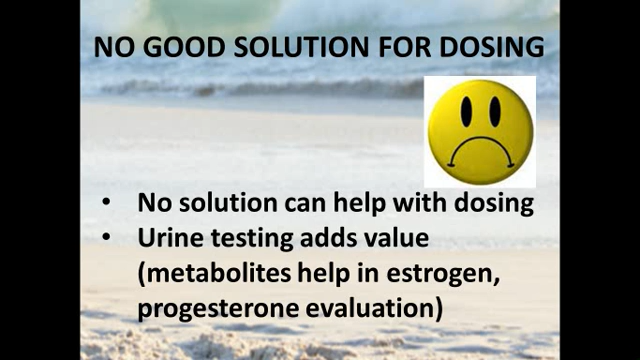 NO GOOD SOLUTION FOR DOSING
• No solution can help with dosing
• Urine testing adds value
(metabolites help in estrogen,
progesterone evaluation)